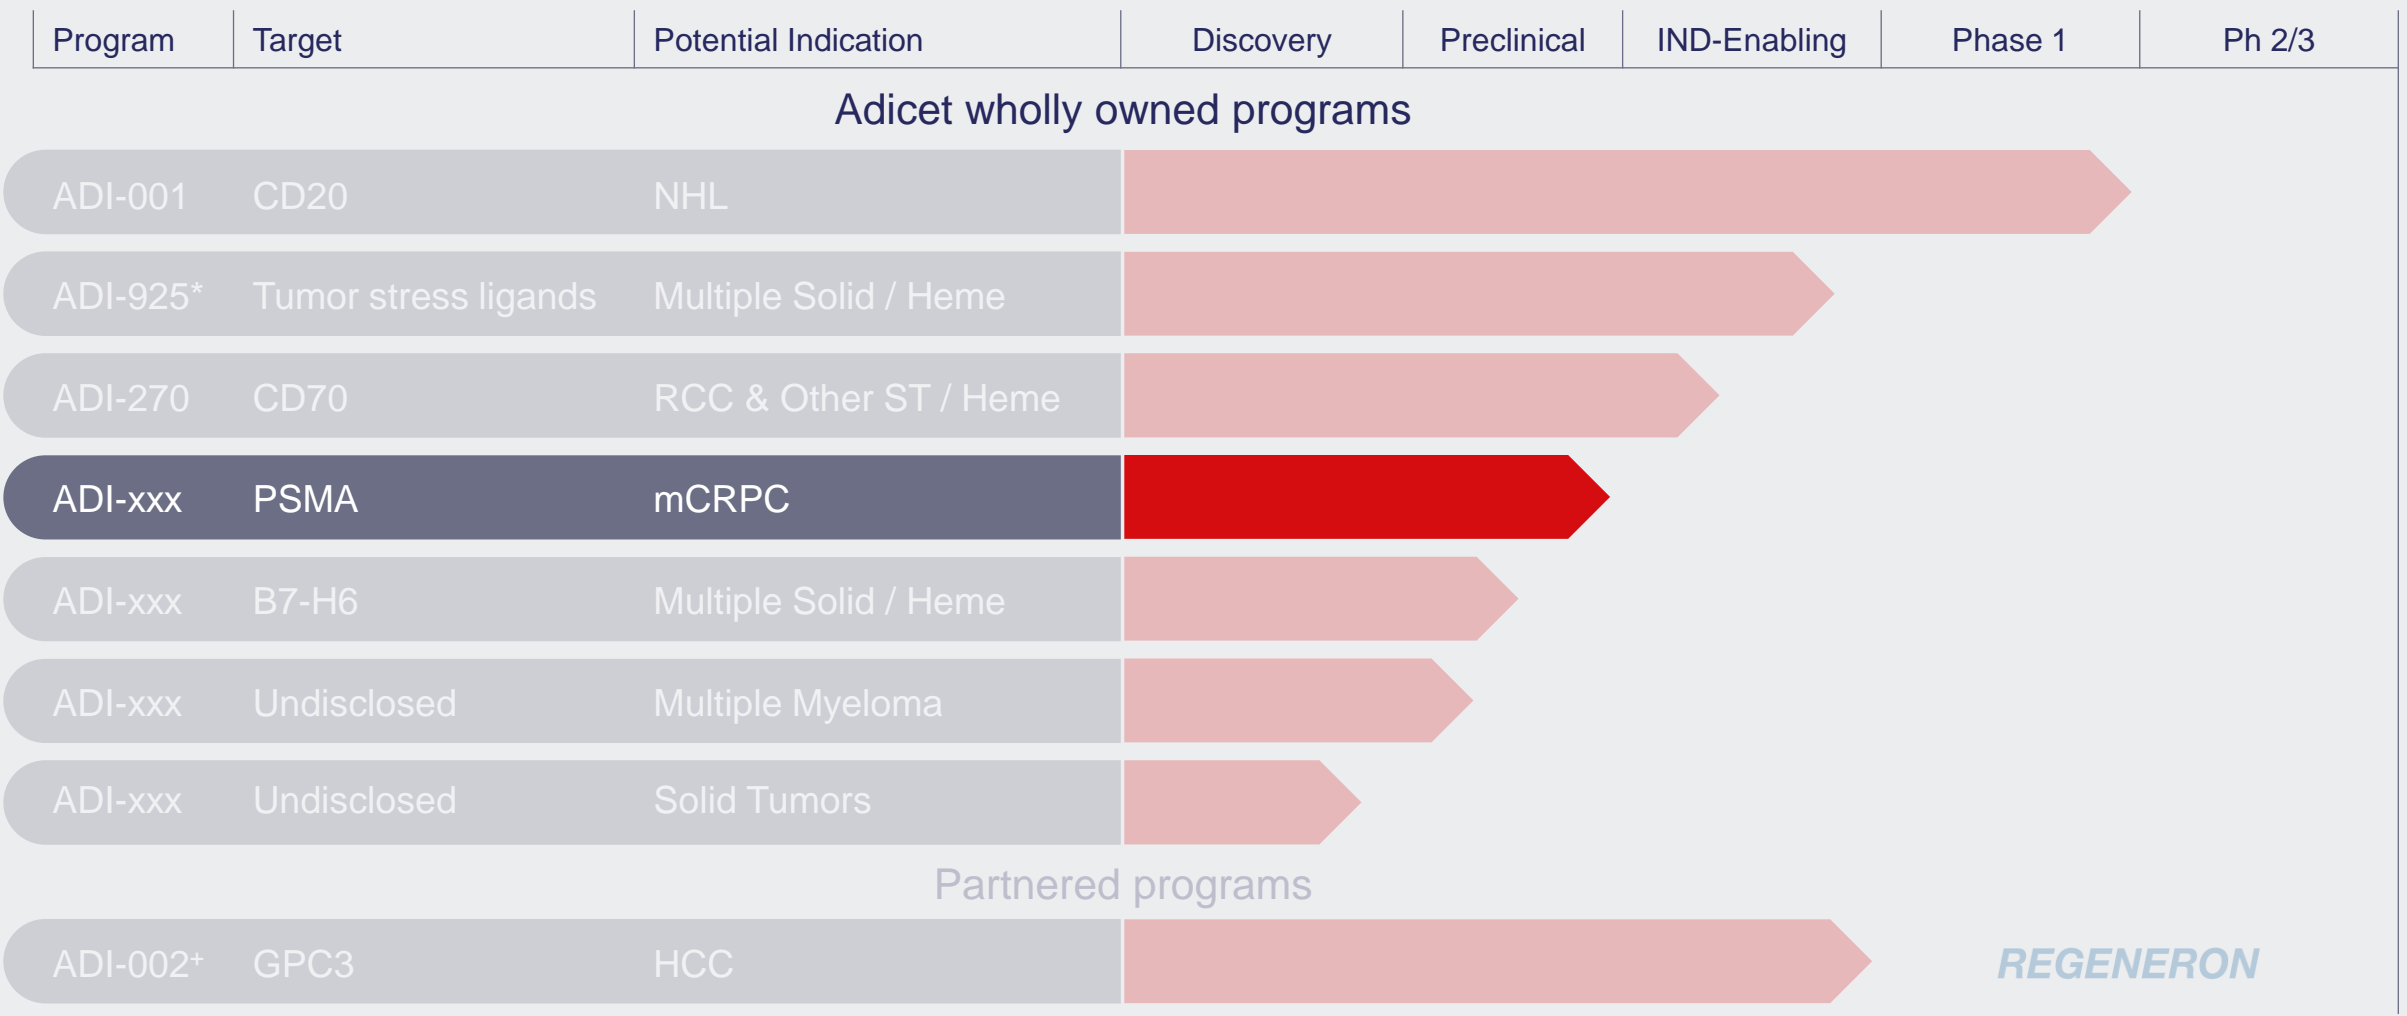 Program Target Potential Indication Discovery Preclinical IND-Enabling Phase 1 Ph 2/3
Adicet wholly owned programs
ADI-001 CD20 NHL
ADI-925* Tumor stress ligands Multiple Solid / Heme
ADI-270 CD70 RCC & Other ST / Heme
ADI-xxx PSMA mCRPC
ADI-xxx B7-H6 Multiple Solid / Heme
ADI-xxx Undisclosed Multiple Myeloma
ADI-xxx Undisclosed Solid Tumors
Partnered programs
ADI-002⁺ GPC3 HCC REGENERON